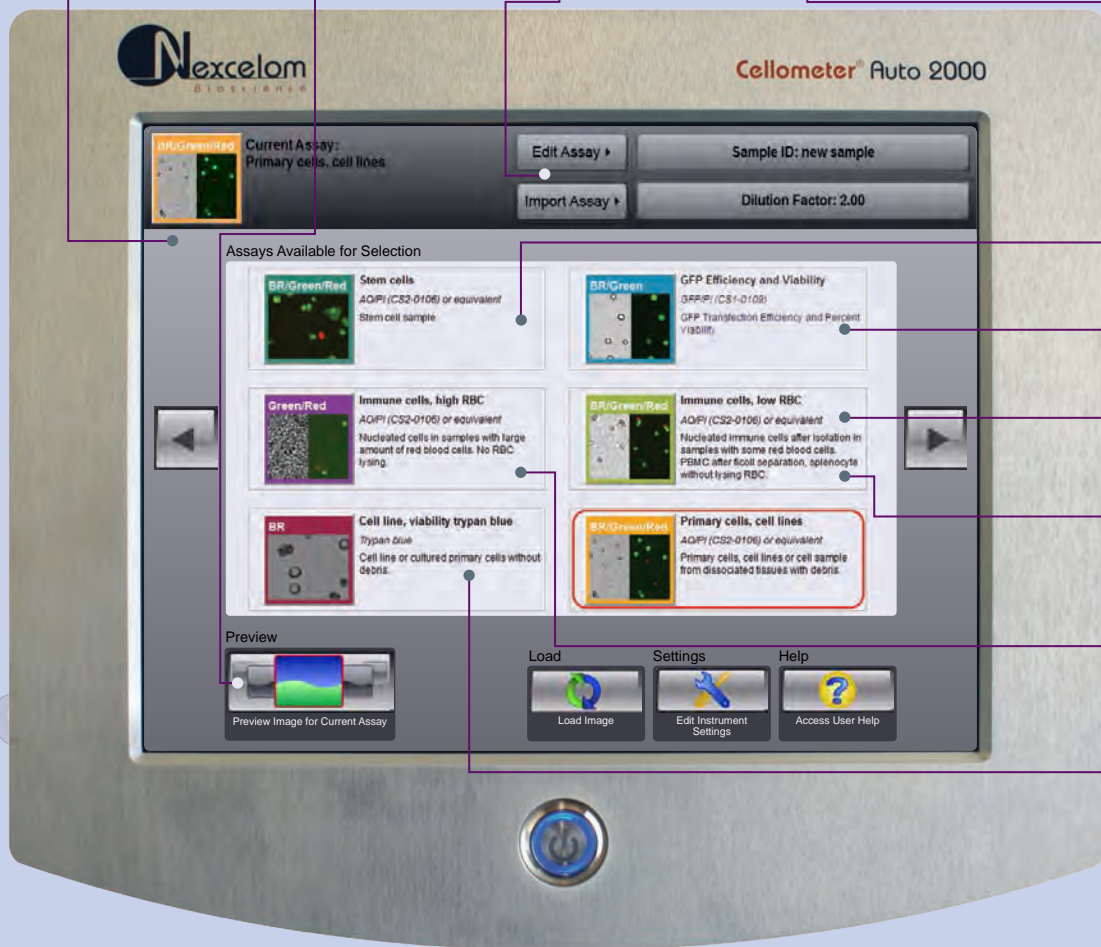 Nexcelom
Bioscience
Cellometer® Auto 2000
BR/Green/Red
Current Assay:
Primary cells, cell lines
Edit Assay
Sample ID: new sample
Import Assay
Dilution Factor: 2.00
Assays Available for Selection
BR/Green/Red
Stem cells
AO/PI (CS2-0106) or equivalent
Stem cell sample
BR/Green
GFP Efficiency and Viability
GFP/PI (CS1-0109)
GFP Transfection Efficiency and Percent
Viability
Green/Red
Immune cells, high RBC
AO/PI (CS2-0106) or equivalent
Nucleated cells in samples with large
amount of red blood cells. No RBC
lysing.
BR/Green/Red
Immune cells, low RBC
AO/PI (CS2-0106) or equivalent
Nucleated immune cells after isolation in
samples with some red blood cells.
PBMC after ficoll separation, splenocyte
without lysing RBC.
BR
Cell line, viability trypan blue
Trypan blue
Cell line or cultured primary cells without
debris.
BR/Green/Red
Primary cells, cell lines
AO/PI (CS2-0106) or equivalent
Primary cells, cell lines or cell sample
from dissociated tissues with debris.
Preview
Preview Image for Current Assay
Load
Load Image
Settings
Edit Instrument
Settings
Help
?
Access User Help